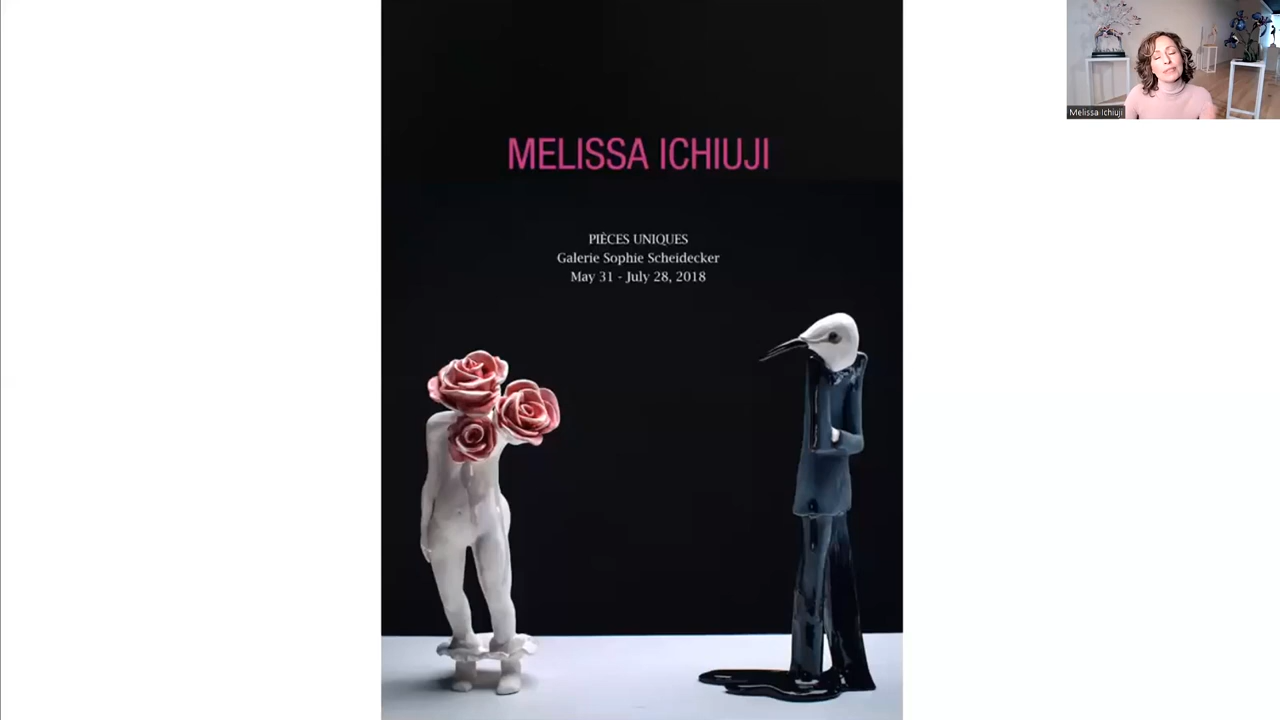 MELISSA ICHIUJI
PIÈCES UNIQUES
Galerie Sophie Scheidecker
May 31 - July 28, 2018
Melissa Ichiuji